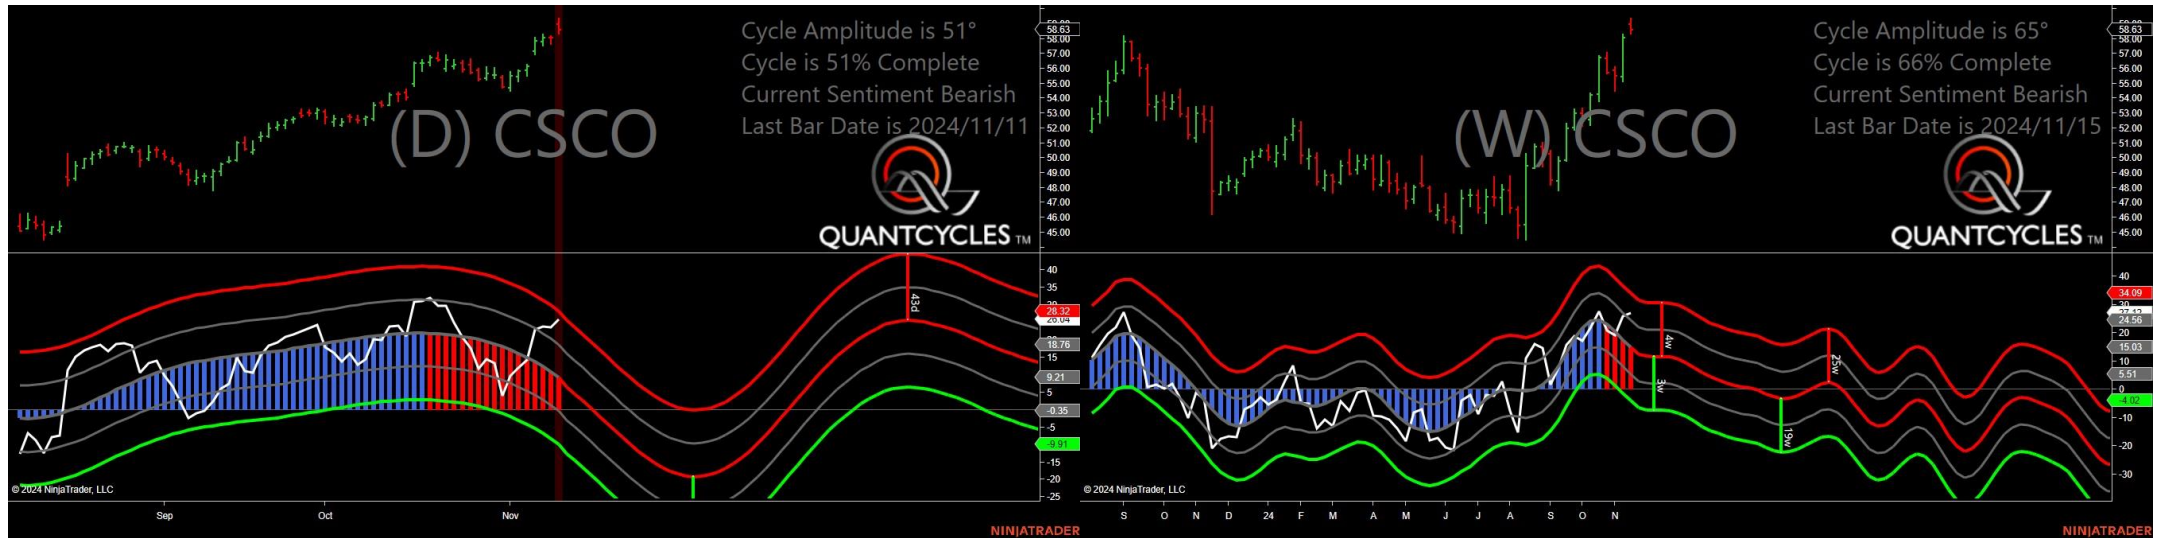 Cycle Amplitude is 51°
Cycle is 51% Complete
Current Sentiment Bearish
Last Bar Date is 2024/11/11
(D) CSCO
QUANTCYCLES TM
58.63
58.00
57.00
56.00
55.00
54.00
53.00
52.00
51.00
50.00
49.00
48.00
47.00
46.00
45.00
43d
40
35
28.32
26.04
18.76
15
9.21
5
-0.35
-5
-9.91
-15
-20
-25
© 2024 NinjaTrader, LLC
Sep
Oct
Nov
NINJATRADER
Cycle Amplitude is 65°
Cycle is 66% Complete
Current Sentiment Bearish
Last Bar Date is 2024/11/15
(W) CSCO
QUANTCYCLES TM
58.63
58.00
57.00
56.00
55.00
54.00
53.00
52.00
51.00
50.00
49.00
48.00
47.00
46.00
45.00
4w
3w
25w
19w
40
34.09
24.56
20
15.03
10
5.51
0
-4.02
-10
-20
-30
© 2024 NinjaTrader, LLC
S O N D 24 F M A M J J A S O N
NINJATRADER